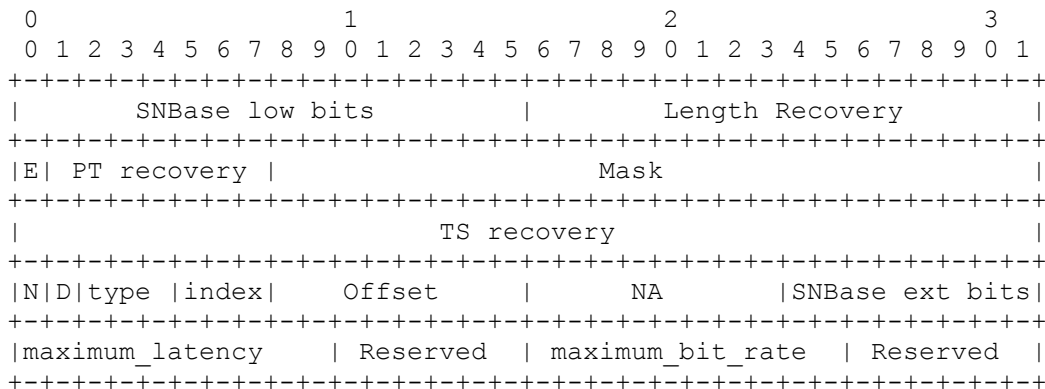 0 1 2 3
0 1 2 3 4 5 6 7 8 9 0 1 2 3 4 5 6 7 8 9 0 1 2 3 4 5 6 7 8 9 0 1
+-+-+-+-+-+-+-+-+-+-+-+-+-+-+-+-+-+-+-+-+-+-+-+-+-+-+-+-+-+-+-+-+
| SNBase low bits | Length Recovery |
+-+-+-+-+-+-+-+-+-+-+-+-+-+-+-+-+-+-+-+-+-+-+-+-+-+-+-+-+-+-+-+-+
|E| PT recovery | Mask |
+-+-+-+-+-+-+-+-+-+-+-+-+-+-+-+-+-+-+-+-+-+-+-+-+-+-+-+-+-+-+-+-+
| TS recovery |
+-+-+-+-+-+-+-+-+-+-+-+-+-+-+-+-+-+-+-+-+-+-+-+-+-+-+-+-+-+-+-+-+
|N|D|type |index| Offset | NA |SNBase ext bits|
+-+-+-+-+-+-+-+-+-+-+-+-+-+-+-+-+-+-+-+-+-+-+-+-+-+-+-+-+-+-+-+-+
|maximum_latency | Reserved | maximum_bit_rate | Reserved |
+-+-+-+-+-+-+-+-+-+-+-+-+-+-+-+-+-+-+-+-+-+-+-+-+-+-+-+-+-+-+-+-+